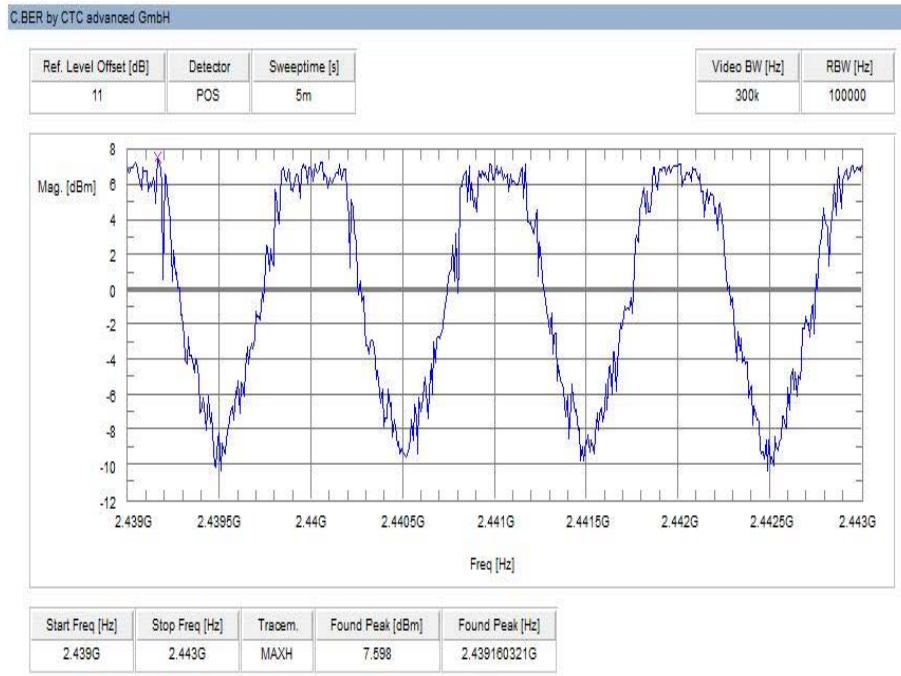 C.BER by CTC advanced GmbH
Ref. Level Offset [dB] Detector Sweeptime [s] Video BW [Hz] RBW [Hz]
11 POS 5m 300k 100000
Mag. [dBm]
8
6
4
2
0
-2
-4
-6
-8
-10
-12
2.439G 2.4395G 2.44G 2.4405G 2.441G 2.4415G 2.442G 2.4425G 2.443G
Freq [Hz]
Start Freq [Hz] Stop Freq [Hz] Tracem. Found Peak [dBm] Found Peak [Hz]
2.439G 2.443G MAXH 7.598 2.439160321G